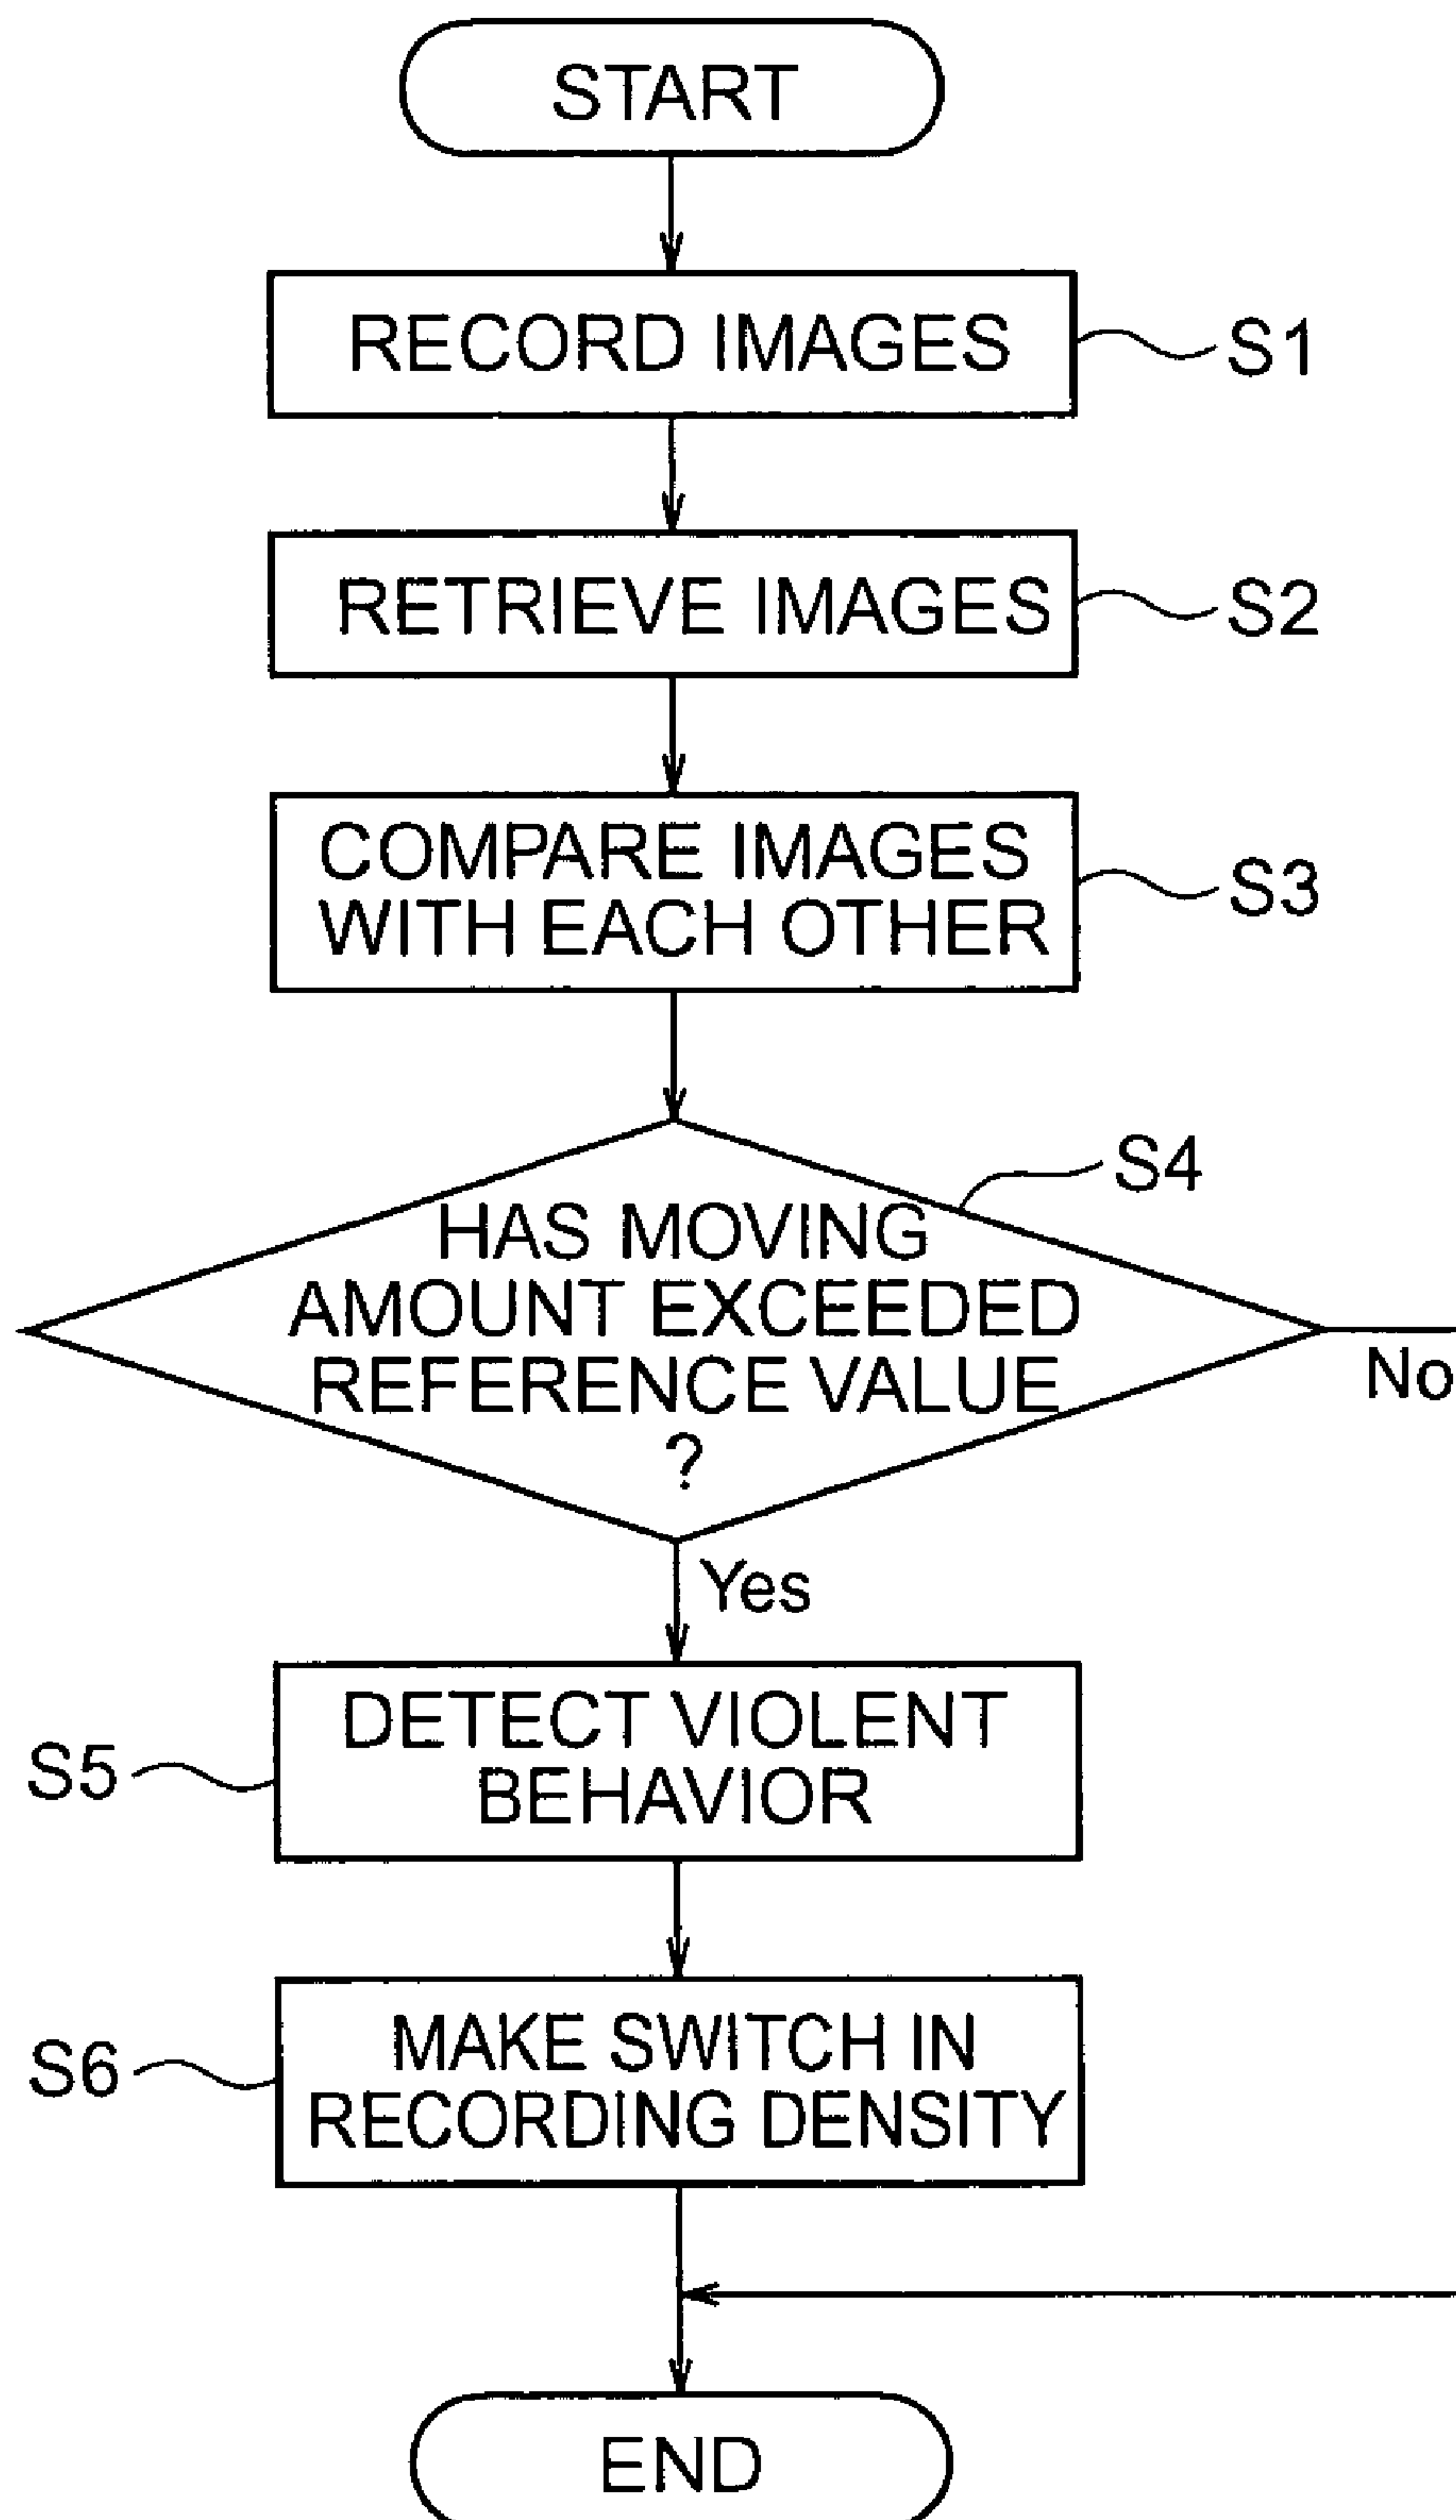 START
RECORD IMAGES
S1
RETRIEVE IMAGES
S2
COMPARE IMAGES
WITH EACH OTHER
S3
S4
HAS MOVING
AMOUNT EXCEEDED
REFERENCE VALUE
?
No
Yes
DETECT VIOLENT
BEHAVIOR
S5
MAKE SWITCH IN
RECORDING DENSITY
S6
END